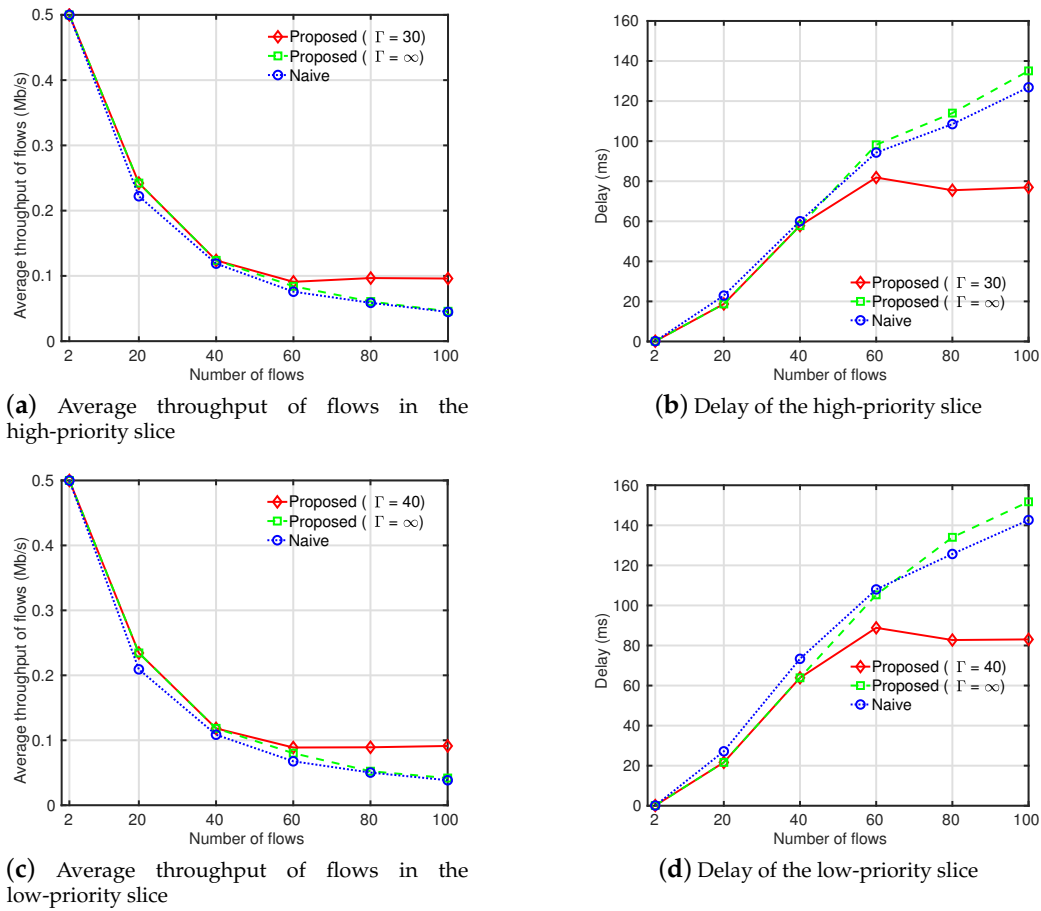 0.5
0.4
0.3
0.2
0.1
0
Average throughput of flows (Mb/s)
Proposed ( Γ = 30)
Proposed ( Γ = ∞)
Naive
2 20 40 60 80 100
Number of flows
(a) Average throughput of flows in the
high-priority slice
160
140
120
100
80
60
40
20
0
Delay (ms)
Proposed ( Γ = 30)
Proposed ( Γ = ∞)
Naive
2 20 40 60 80 100
Number of flows
(b) Delay of the high-priority slice
0.5
0.4
0.3
0.2
0.1
0
Average throughput of flows (Mb/s)
Proposed ( Γ = 40)
Proposed ( Γ = ∞)
Naive
2 20 40 60 80 100
Number of flows
(c) Average throughput of flows in the
low-priority slice
160
140
120
100
80
60
40
20
0
Delay (ms)
Proposed ( Γ = 40)
Proposed ( Γ = ∞)
Naive
2 20 40 60 80 100
Number of flows
(d) Delay of the low-priority slice